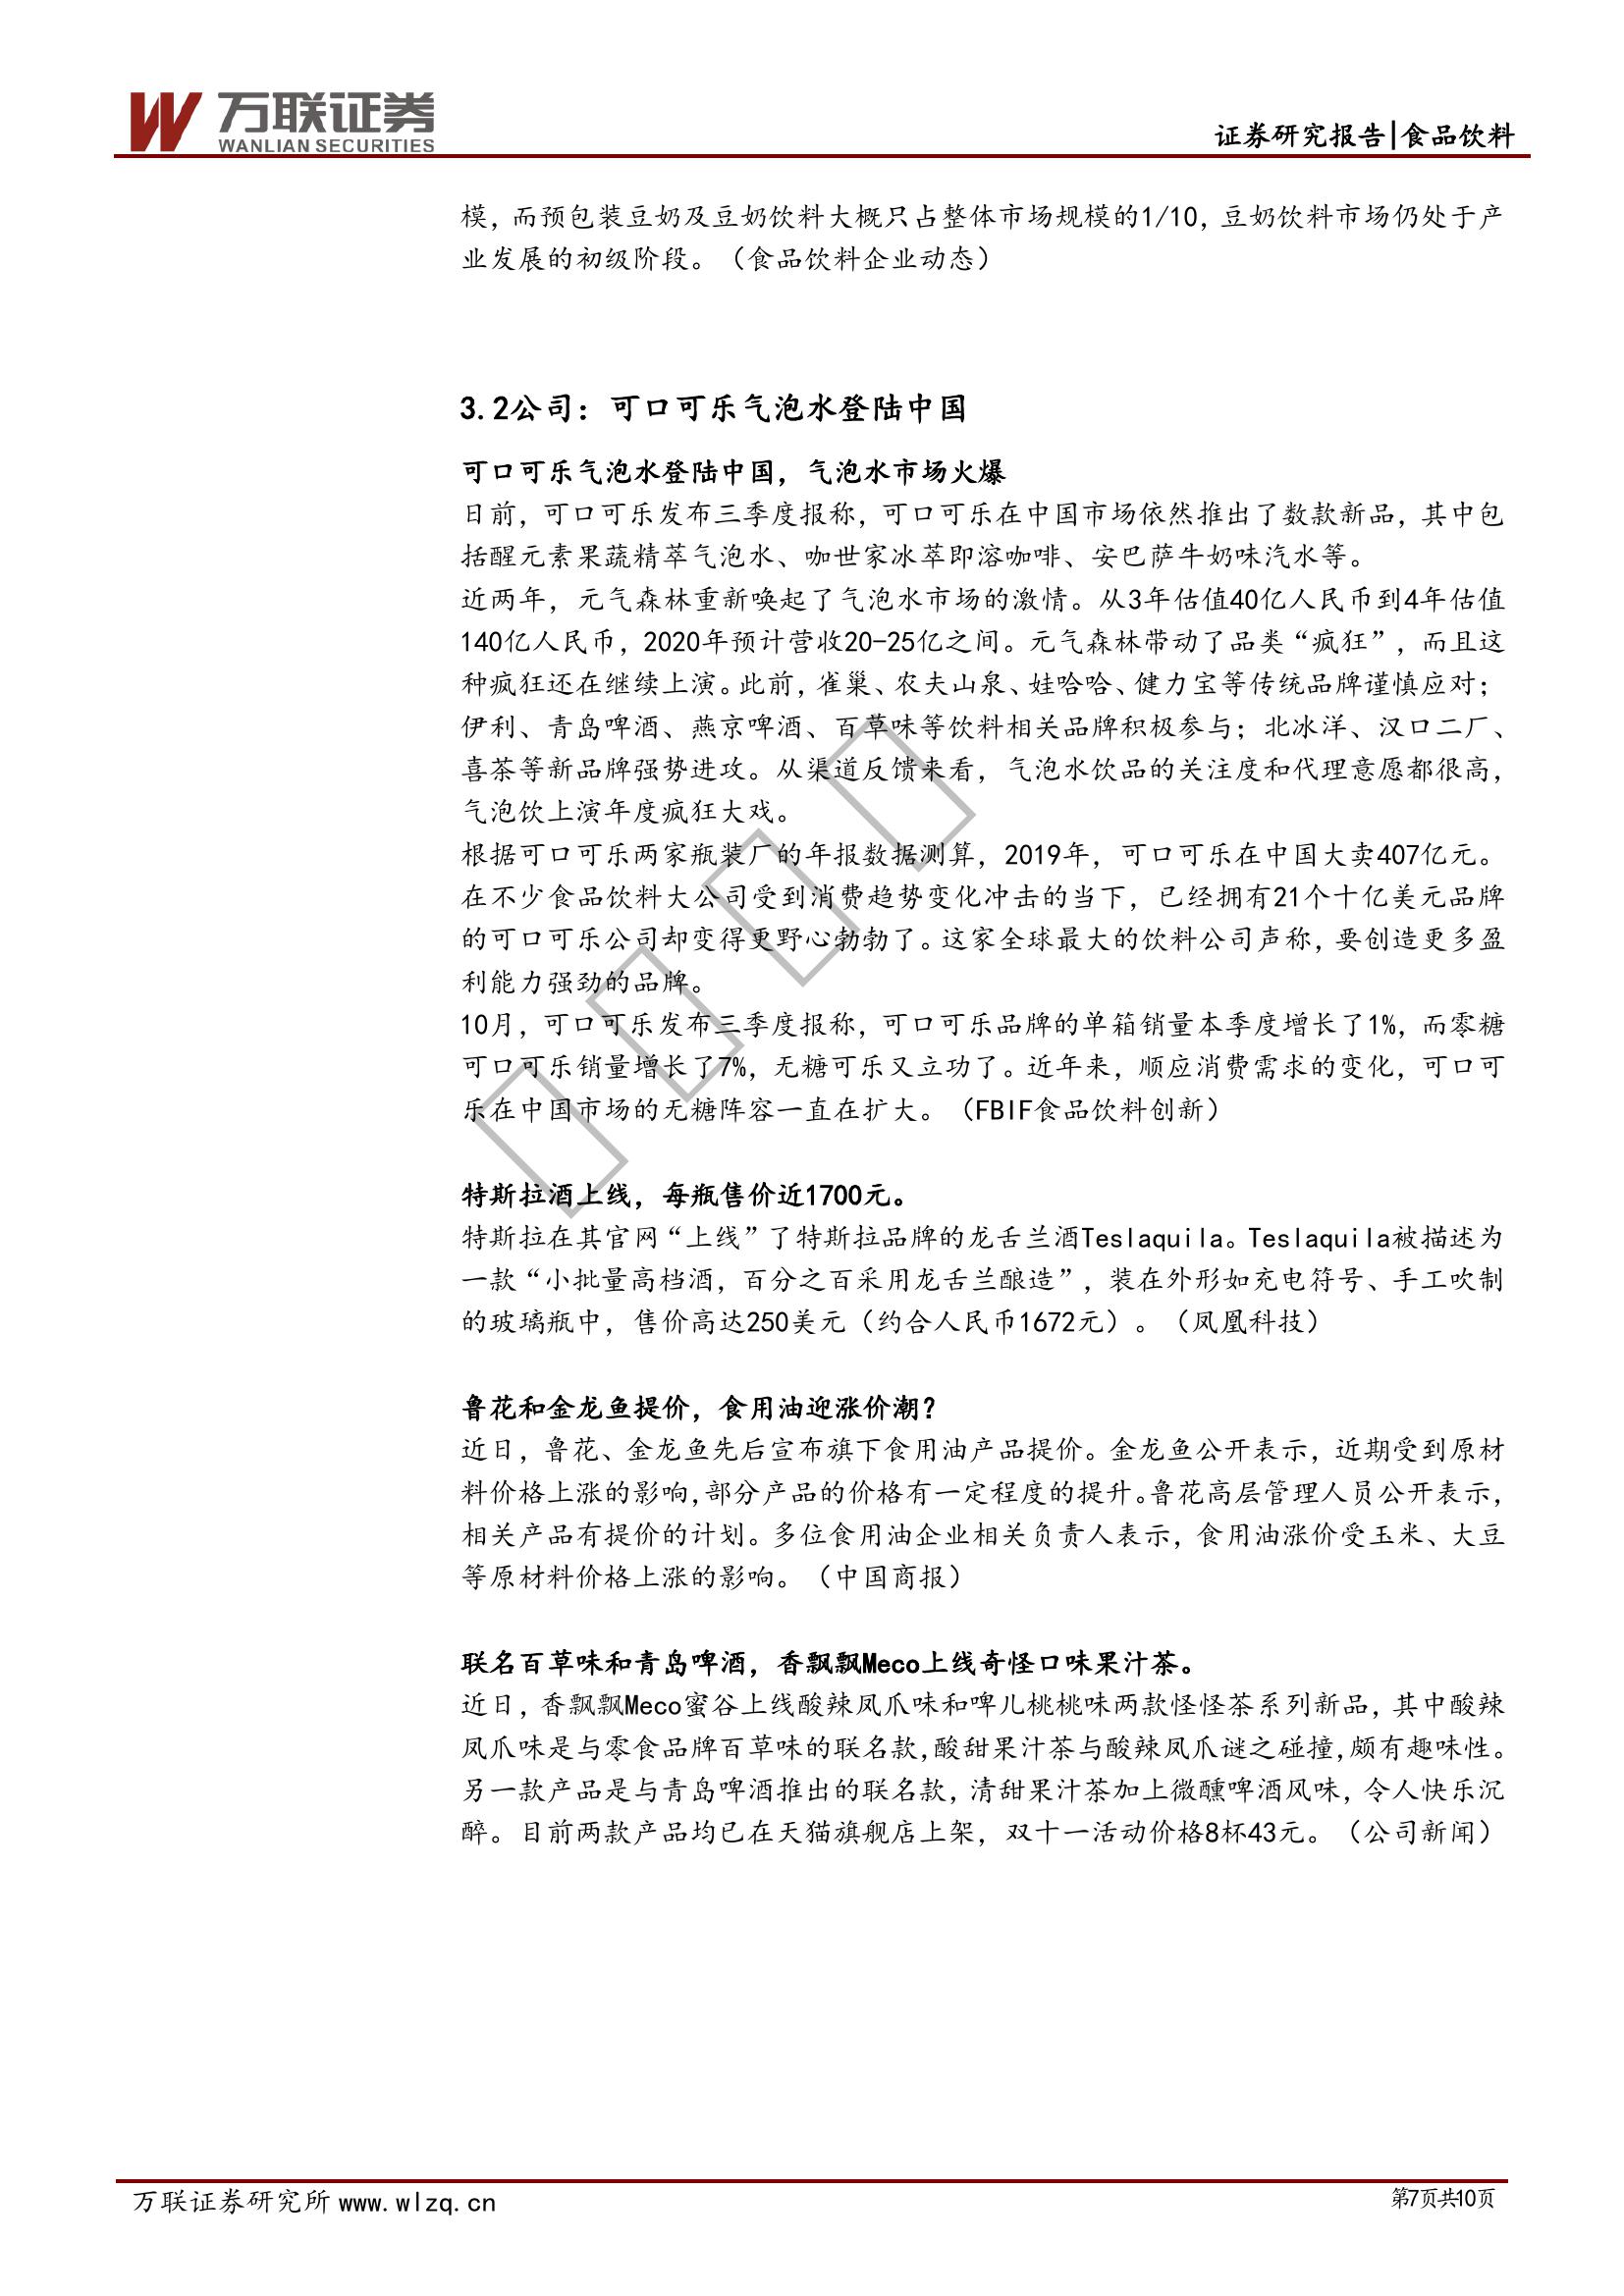 万联证券
WANLIAN SECURITIES
证券研究报告|食品饮料
模，而预包装豆奶及豆奶饮料大概只占整体市场规模的1/10，豆奶饮料市场仍处于产
业发展的初级阶段。（食品饮料企业动态）
3.2公司：可口可乐气泡水登陆中国
可口可乐气泡水登陆中国，气泡水市场火爆
日前，可口可乐发布三季度报称，可口可乐在中国市场依然推出了数款新品，其中包
括醒元素果蔬精萃气泡水、咖世家冰萃即溶咖啡、安巴萨牛奶味汽水等。
近两年，元气森林重新唤起了气泡水市场的激情。从3年估值40亿人民币到4年估值
140亿人民币，2020年预计营收20-25亿之间。元气森林带动了品类“疯狂”，而且这
种疯狂还在继续上演。此前，雀巢、农夫山泉、娃哈哈、健力宝等传统品牌谨慎应对；
伊利、青岛啤酒、燕京啤酒、百草味等饮料相关品牌积极参与；北冰洋、汉口二厂、
喜茶等新品牌强势进攻。从渠道反馈来看，气泡水饮品的关注度和代理意愿都很高，
气泡饮上演年度疯狂大戏。
根据可口可乐两家瓶装厂的年报数据测算，2019年，可口可乐在中国大卖407亿元。
在不少食品饮料大公司受到消费趋势变化冲击的当下，已经拥有21个十亿美元品牌
的可口可乐公司却变得更野心勃勃了。这家全球最大的饮料公司声称，要创造更多盈
利能力强劲的品牌。
10月，可口可乐发布三季度报称，可口可乐品牌的单箱销量本季度增长了1%，而零糖
可口可乐销量增长了7%，无糖可乐又立功了。近年来，顺应消费需求的变化，可口可
乐在中国市场的无糖阵容一直在扩大。（FBIF食品饮料创新）
特斯拉酒上线，每瓶售价近1700元。
特斯拉在其官网“上线”了特斯拉品牌的龙舌兰酒Teslaquila。Teslaquila被描述为
一款“小批量高档酒，百分之百采用龙舌兰酿造”，装在外形如充电符号、手工吹制
的玻璃瓶中，售价高达250美元（约合人民币1672元）。（凤凰科技）
鲁花和金龙鱼提价，食用油迎涨价潮？
近日，鲁花、金龙鱼先后宣布旗下食用油产品提价。金龙鱼公开表示，近期受到原材
料价格上涨的影响，部分产品的价格有一定程度的提升。鲁花高层管理人员公开表示，
相关产品有提价的计划。多位食用油企业相关负责人表示，食用油涨价受玉米、大豆
等原材料价格上涨的影响。（中国商报）
联名百草味和青岛啤酒，香飘飘Meco上线奇怪口味果汁茶。
近日，香飘飘Meco蜜谷上线酸辣凤爪味和啤儿桃桃味两款怪怪茶系列新品，其中酸辣
凤爪味是与零食品牌百草味的联名款，酸甜果汁茶与酸辣凤爪谜之碰撞，颇有趣味性。
另一款产品是与青岛啤酒推出的联名款，清甜果汁茶加上微醺啤酒风味，令人快乐沉
醉。目前两款产品均已在天猫旗舰店上架，双十一活动价格8杯43元。（公司新闻）
万联证券研究所 www.wlzq.cn
第7页共10页